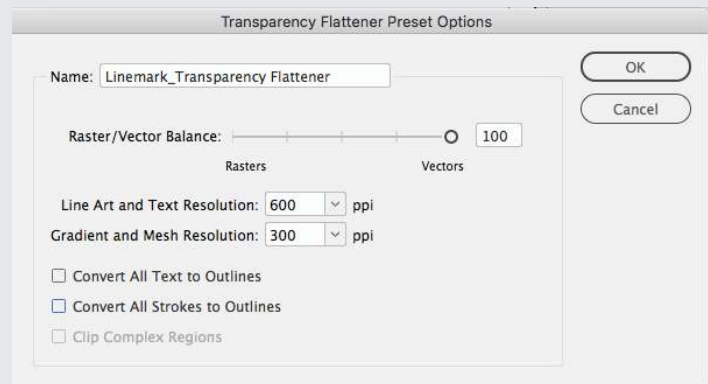 Transparency Flattener Preset Options
Name: Linemark_Transparency Flattener
OK
Cancel
Raster/Vector Balance: 100
Rasters Vectors
Line Art and Text Resolution: 600 ppi
Gradient and Mesh Resolution: 300 ppi
Convert All Text to Outlines
Convert All Strokes to Outlines
Clip Complex Regions